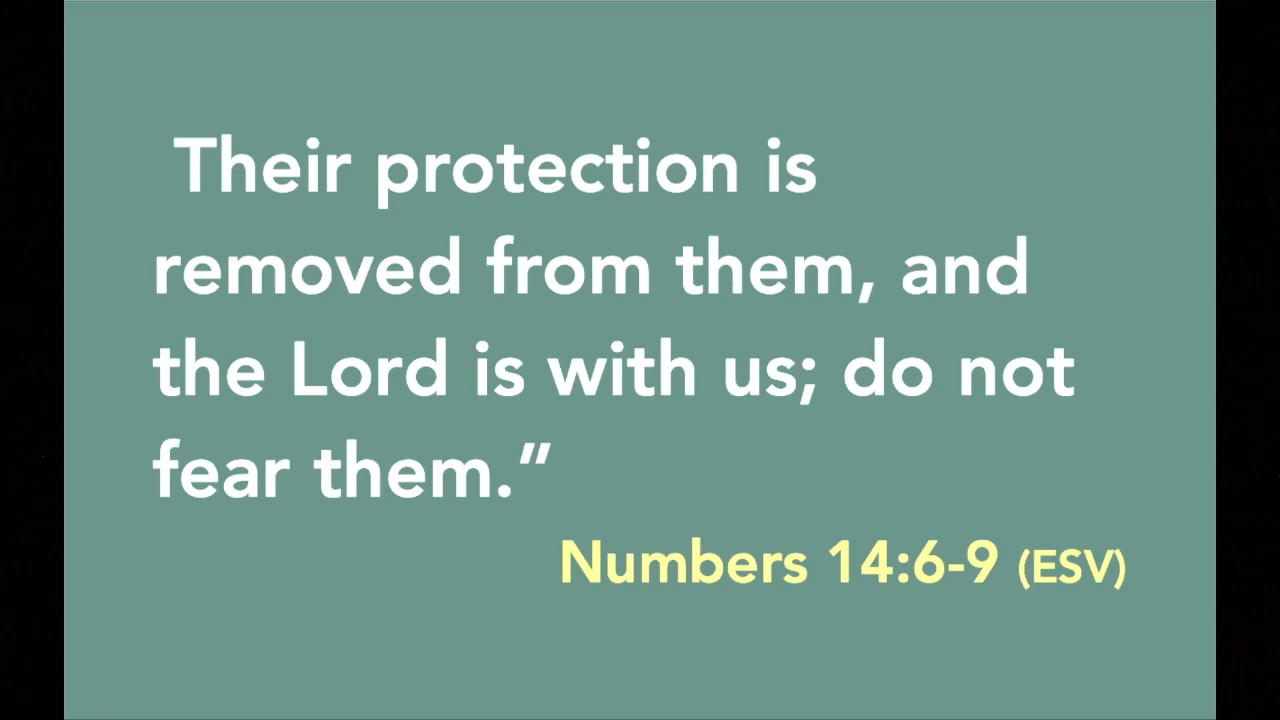 Their protection is
removed from them, and
the Lord is with us; do not
fear them.”
Numbers 14:6-9 (ESV)